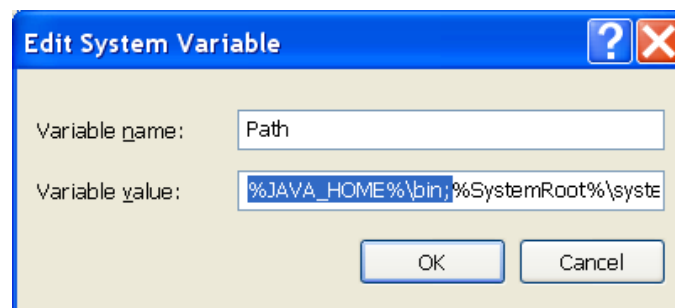 Edit System Variable
Variable name: Path
Variable value: %JAVA_HOME%\bin;%SystemRoot%\syste
OK Cancel